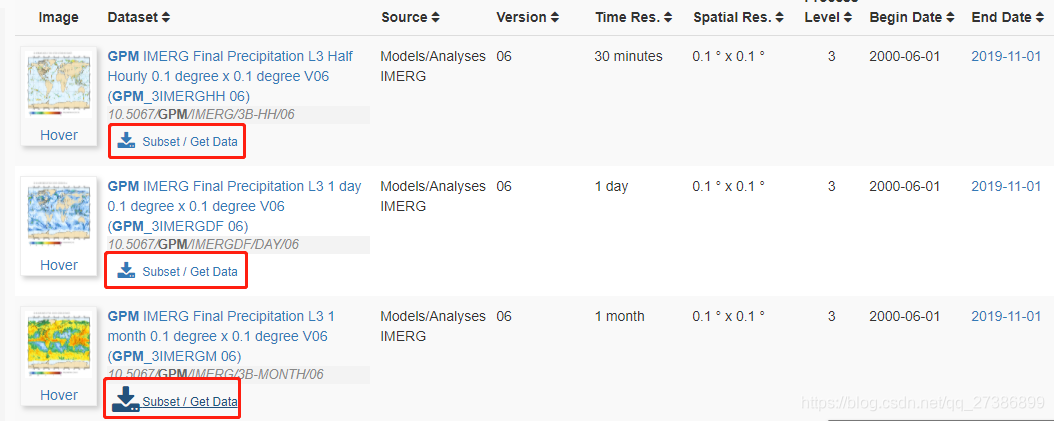 Process
Image Dataset Source Version Time Res. Spatial Res. Level Begin Date End Date
GPM IMERG Final Precipitation L3 Half Models/Analyses 06 30 minutes 0.1 ° x 0.1 ° 3 2000-06-01 2019-11-01
Hourly 0.1 degree x 0.1 degree V06 IMERG
(GPM_3IMERGHH 06)
10.5067/GPM/IMERG/3B-HH/06
Hover Subset / Get Data
GPM IMERG Final Precipitation L3 1 day Models/Analyses 06 1 day 0.1 ° x 0.1 ° 3 2000-06-01 2019-11-01
0.1 degree x 0.1 degree V06 IMERG
(GPM_3IMERGDF 06)
10.5067/GPM/IMERGDF/DAY/06
Hover Subset / Get Data
GPM IMERG Final Precipitation L3 1 Models/Analyses 06 1 month 0.1 ° x 0.1 ° 3 2000-06-01 2019-11-01
month 0.1 degree x 0.1 degree V06 IMERG
(GPM_3IMERGM 06)
10.5067/GPM/IMERG/3B-MONTH/06
Hover Subset / Get Data
https://blog.csdn.net/qq_27386899